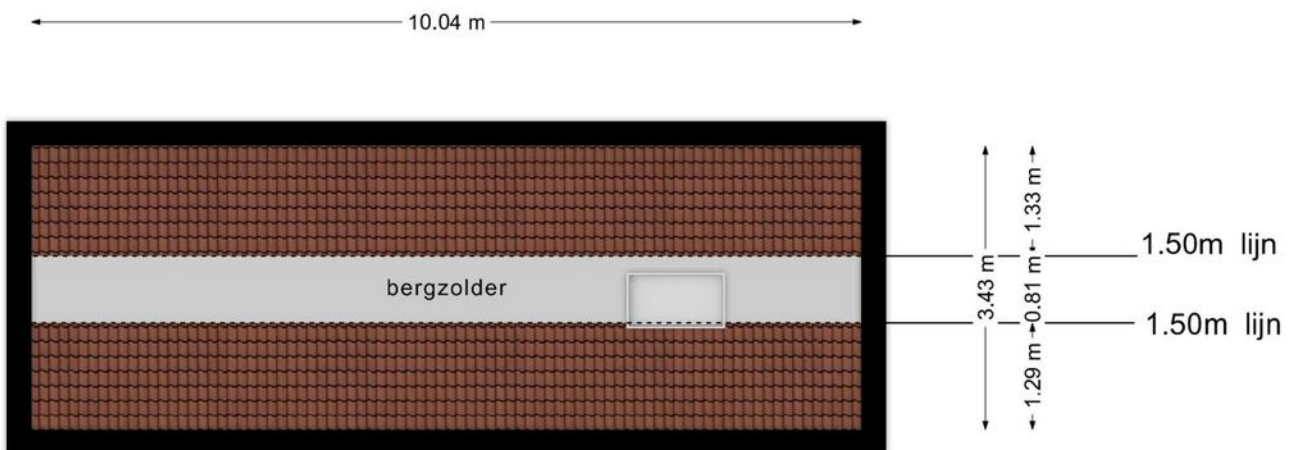 10.04 m
1.33 m
1.50m lijn
bergzolder
3.43 m
0.81 m
1.50m lijn
1.29 m